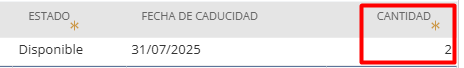 ESTADO FECHA DE CADUCIDAD CANTIDAD
Disponible 31/07/2025 2